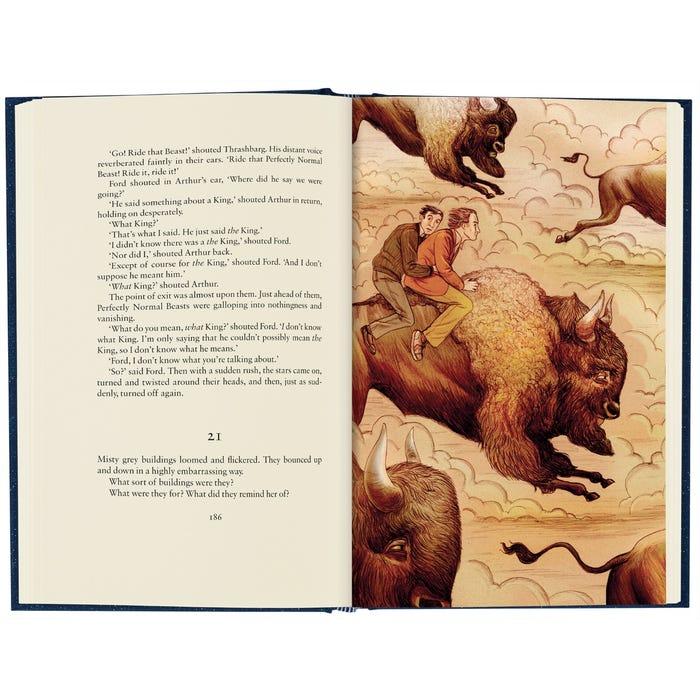 ‘Go! Ride that Beast!’ shouted Thrashbarg. His distant voice
reverberated faintly in their ears. ‘Ride that Perfectly Normal
Beast! Ride it, ride it!’
Ford shouted in Arthur’s ear, ‘Where did he say we were
going?’
‘He said something about a King,’ shouted Arthur in return,
holding on desperately.
‘What King?’
‘That’s what I said. He just said the King.’
‘I didn’t know there was a the King,’ shouted Ford.
‘Nor did I,’ shouted Arthur back.
‘Except of course for the King,’ shouted Ford. ‘And I don’t
suppose he meant him.’
‘What King?’ shouted Arthur.
The point of exit was almost upon them. Just ahead of them,
Perfectly Normal Beasts were galloping into nothingness and
vanishing.
‘What do you mean, what King?’ shouted Ford. ‘I don’t know
what King. I’m only saying that he couldn’t possibly mean the
King, so I don’t know what he means.’
‘Ford, I don’t know what you’re talking about.’
‘So?’ said Ford. Then with a sudden rush, the stars came on,
turned and twisted around their heads, and then, just as sud-
denly, turned off again.
21
Misty grey buildings loomed and flickered. They bounced up
and down in a highly embarrassing way.
What sort of buildings were they?
What were they for? What did they remind her of?
186